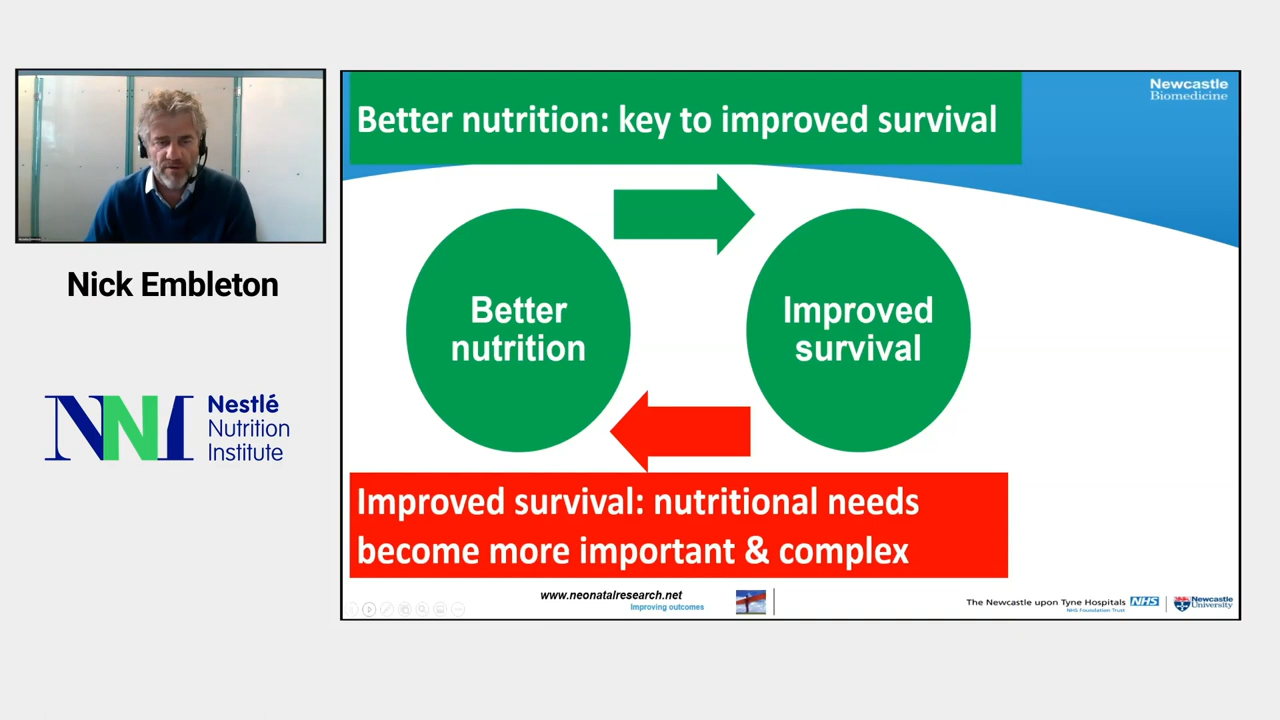 Nick Embleton
NNI
Nestlé
Nutrition
Institute
Newcastle
Biomedicine
Better nutrition: key to improved survival
Better
nutrition
Improved
survival
Improved survival: nutritional needs
become more important & complex
www.neonatalresearch.net
Improving outcomes
The Newcastle upon Tyne Hospitals NHS
NHS Foundation Trust
Newcastle
University